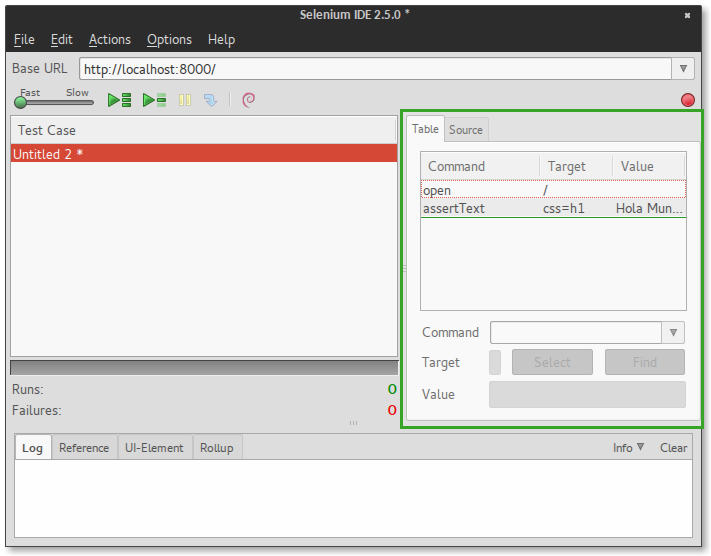 Selenium IDE 2.5.0 *
File Edit Actions Options Help
Base URL http://localhost:8000/
Fast Slow
Test Case
Untitled 2 *
Runs: 0
Failures: 0
Table Source
Command Target Value
open /
assertText css=h1 Hola Mun...
Command
Target Select Find
Value
Log Reference UI-Element Rollup Info Clear